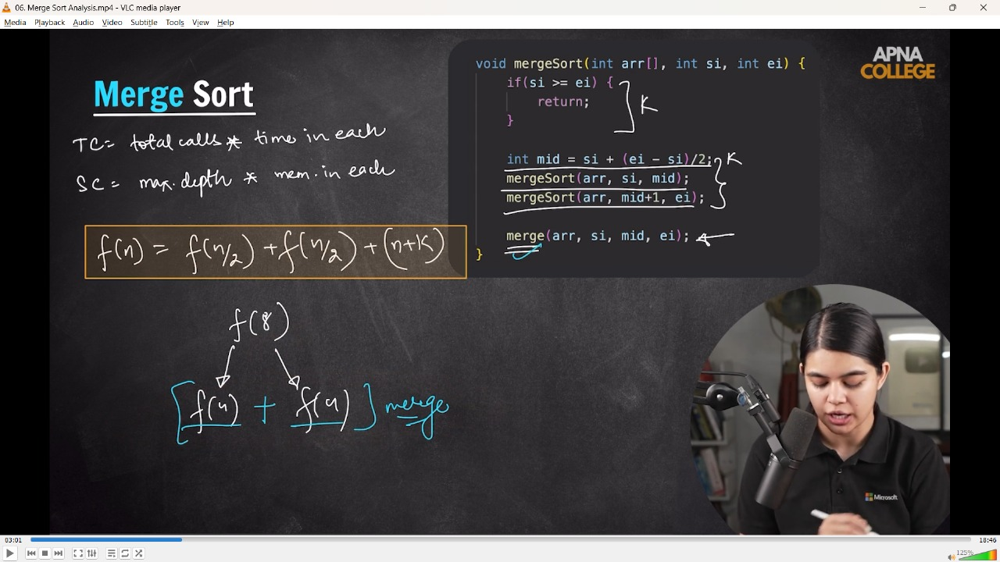 06. Merge Sort Analysis.mp4 - VLC media player
Media Playback Audio Video Subtitle Tools View Help
APNA
COLLEGE
Merge Sort
TC = total calls * time in each
SC = max. depth * mem. in each
f(n) = f(n/2) + f(n/2) + (n+K)
f(8)
[f(4) + f(4)] merge
void mergeSort(int arr[], int si, int ei) {
if(si >= ei) {
return;
}
K
int mid = si + (ei - si)/2;
mergeSort(arr, si, mid);
mergeSort(arr, mid+1, ei);
K
merge(arr, si, mid, ei);
}
Microsoft
03:01
18:46
125%